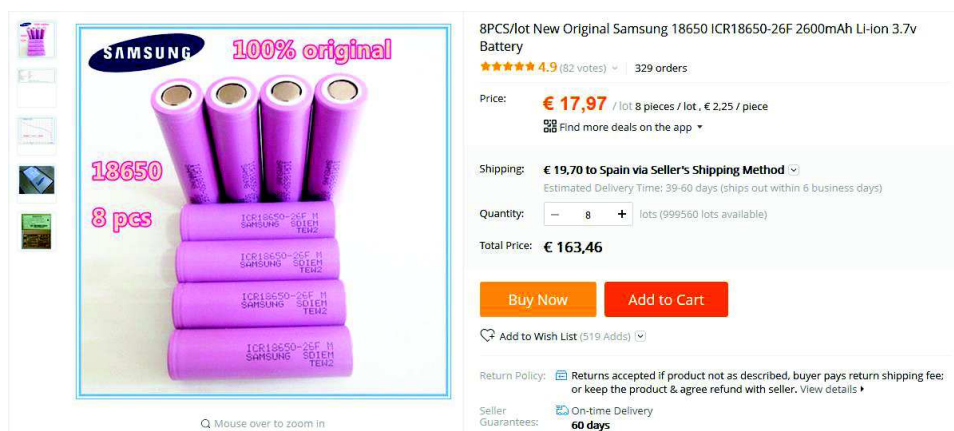 SAMSUNG
100% original
18650
8 pcs
ICR18650-26F M
SAMSUNG SDIEM
TEW2
ICR18650-26F M
SAMSUNG SDIEM
TEW2
ICR18650-26F M
SAMSUNG SDIEM
TEW2
ICR18650-26F M
SAMSUNG SDIEM
TEW2
Mouse over to zoom in
8PCS/lot New Original Samsung 18650 ICR18650-26F 2600mAh Li-ion 3.7v
Battery
4.9 (82 votes) 329 orders
Price: € 17,97 / lot 8 pieces / lot , € 2,25 / piece
Find more deals on the app
Shipping: € 19,70 to Spain via Seller's Shipping Method
Estimated Delivery Time: 39-60 days (ships out within 6 business days)
Quantity: − 8 + lots (999560 lots available)
Total Price: € 163,46
Buy Now Add to Cart
Add to Wish List (519 Adds)
Return Policy: Returns accepted if product not as described, buyer pays return shipping fee;
or keep the product & agree refund with seller. View details
Seller On-time Delivery
Guarantees: 60 days